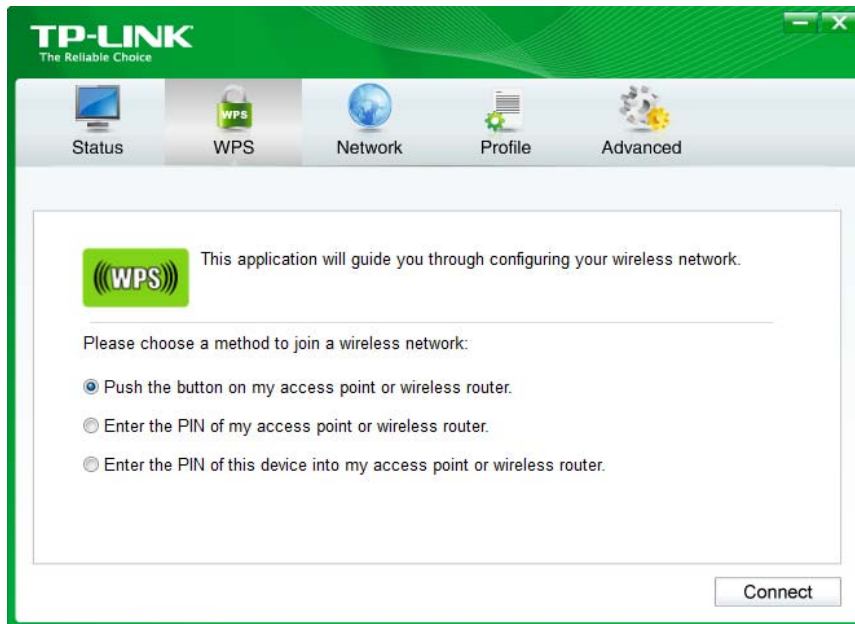 TP-LINK
The Reliable Choice
Status WPS Network Profile Advanced
WPS
(((WPS)))
This application will guide you through configuring your wireless network.
Please choose a method to join a wireless network:
Push the button on my access point or wireless router.
Enter the PIN of my access point or wireless router.
Enter the PIN of this device into my access point or wireless router.
Connect